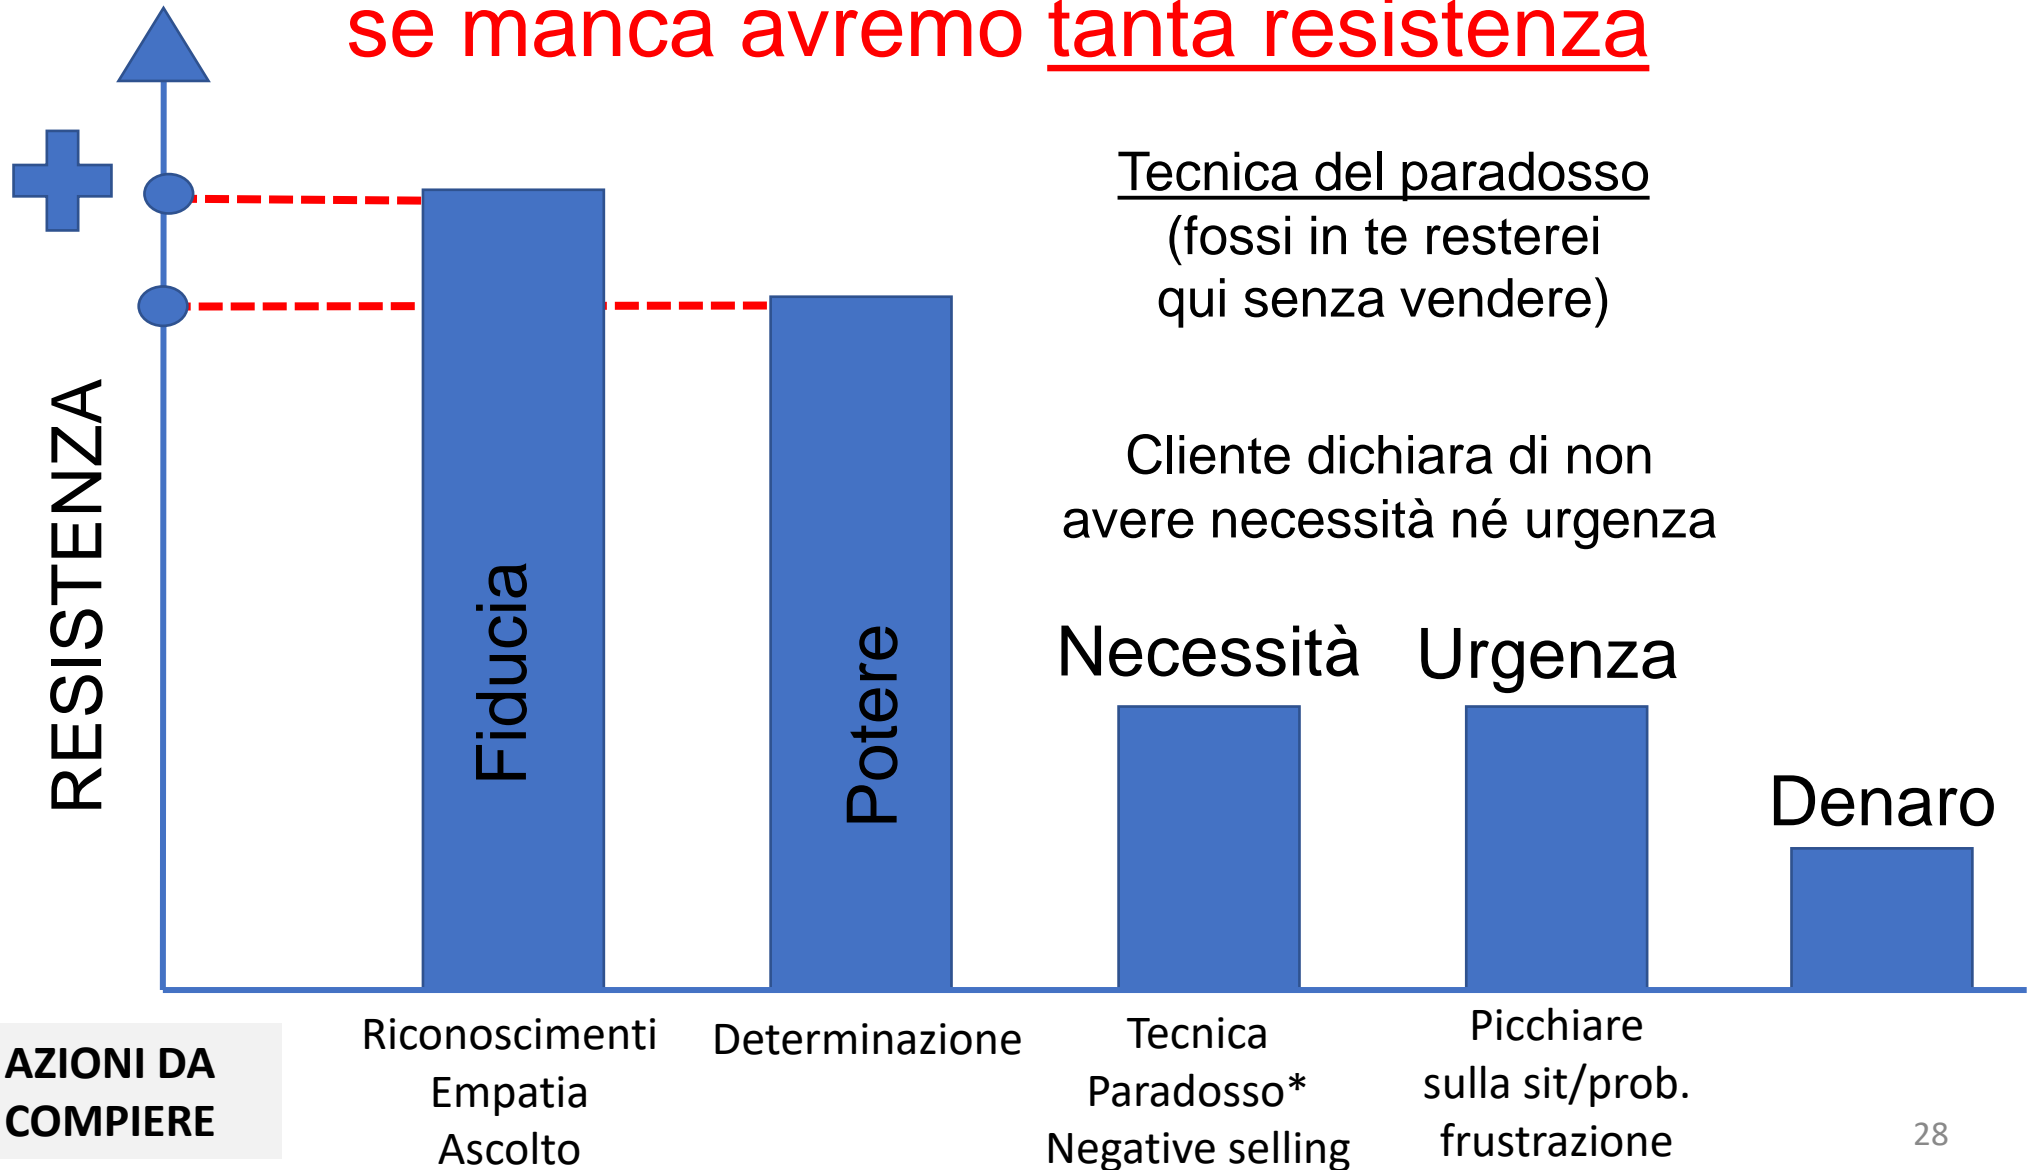 se manca avremo tanta resistenza
Tecnica del paradosso
(fossi in te resterei
qui senza vendere)
Cliente dichiara di non
avere necessità né urgenza
RESISTENZA
Fiducia
Potere
Necessità
Urgenza
Denaro
AZIONI DA
COMPIERE
Riconoscimenti
Empatia
Ascolto
Determinazione
Tecnica
Paradosso*
Negative selling
Picchiare
sulla sit/prob.
frustrazione
28